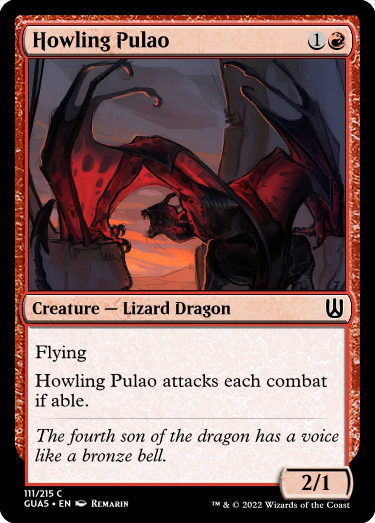 Howling Pulao 1
Creature — Lizard Dragon
Flying
Howling Pulao attacks each combat
if able.
The fourth son of the dragon has a voice
like a bronze bell.
2/1
111/215 C
GUA5 • EN Remarin
™ & © 2022 Wizards of the Coast